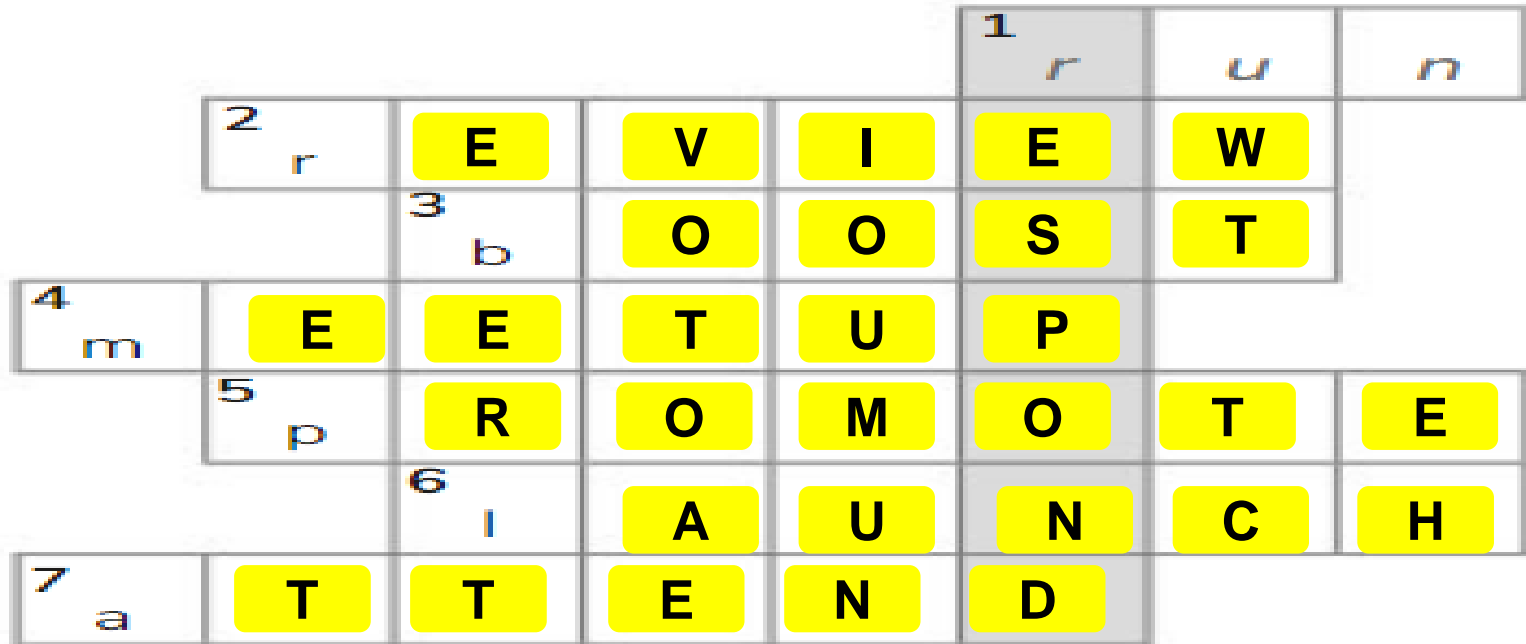 1 r u n
2 r E V I E W
3 b O O S T
4 m E E T U P
5 p R O M O T E
6 l A U N C H
7 a T T E N D